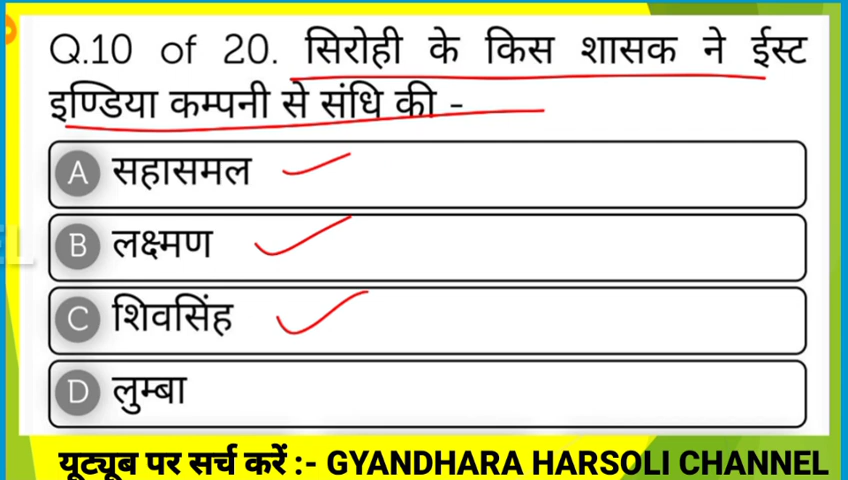 Q.10 of 20. सिरोही के किस शासक ने ईस्ट
इण्डिया कम्पनी से संधि की -
A सहासमल
B लक्ष्मण
C शिवसिंह
D लुम्बा
यूट्यूब पर सर्च करें :- GYANDHARA HARSOLI CHANNEL